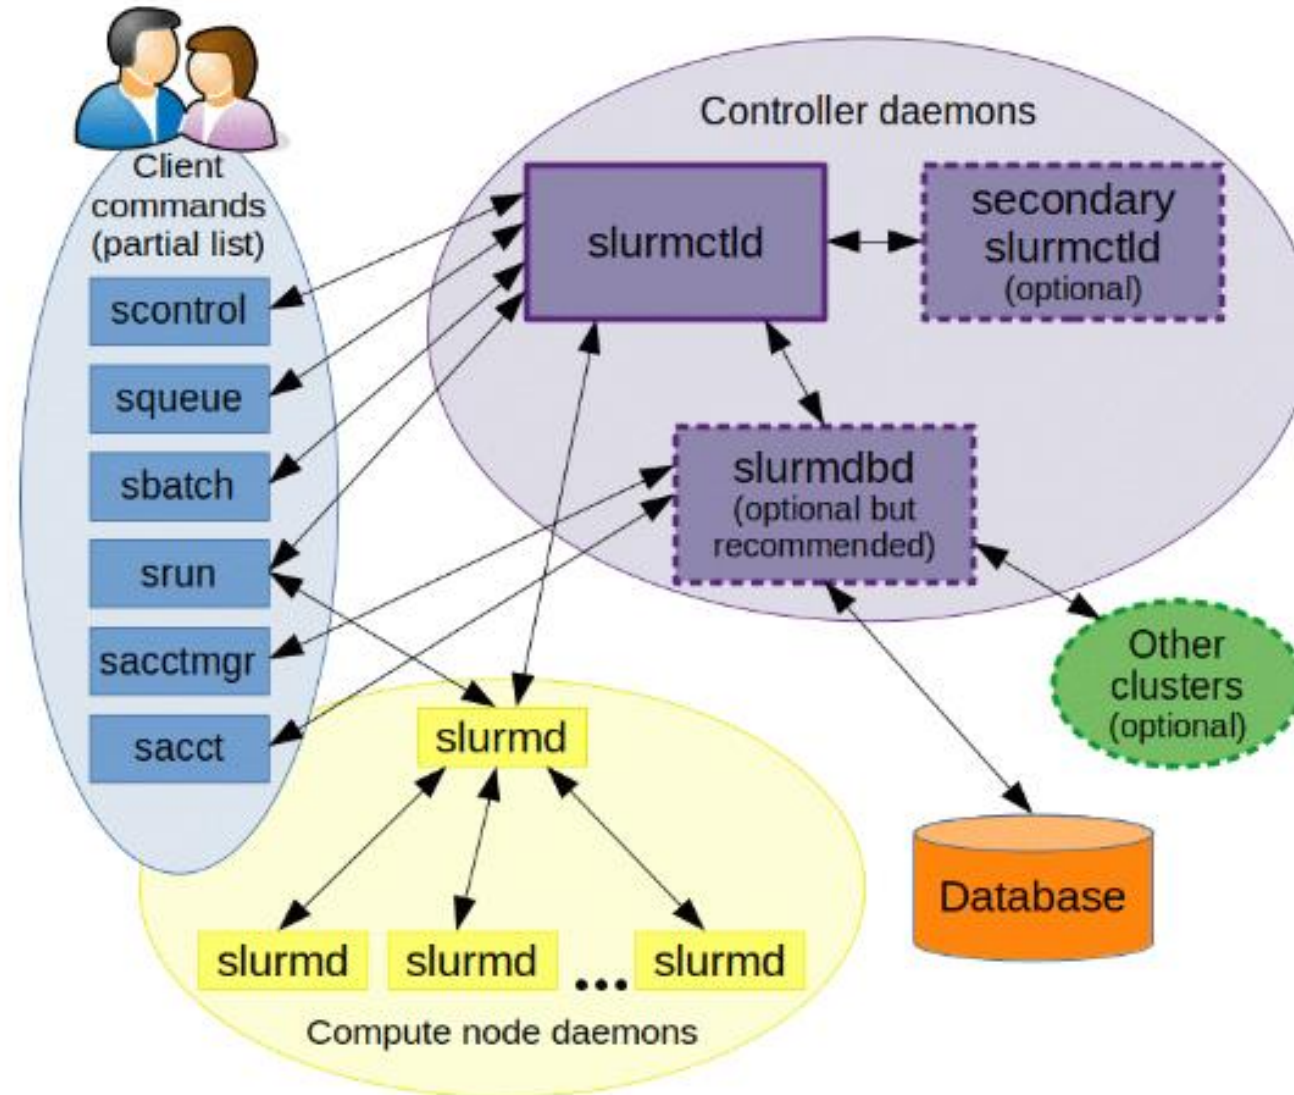 Client
commands
(partial list)
scontrol
squeue
sbatch
srun
sacctmgr
sacct
Controller daemons
slurmctld
secondary
slurmctld
(optional)
slurmdbd
(optional but
recommended)
Other
clusters
(optional)
Database
slurmd
slurmd
slurmd
...
slurmd
Compute node daemons